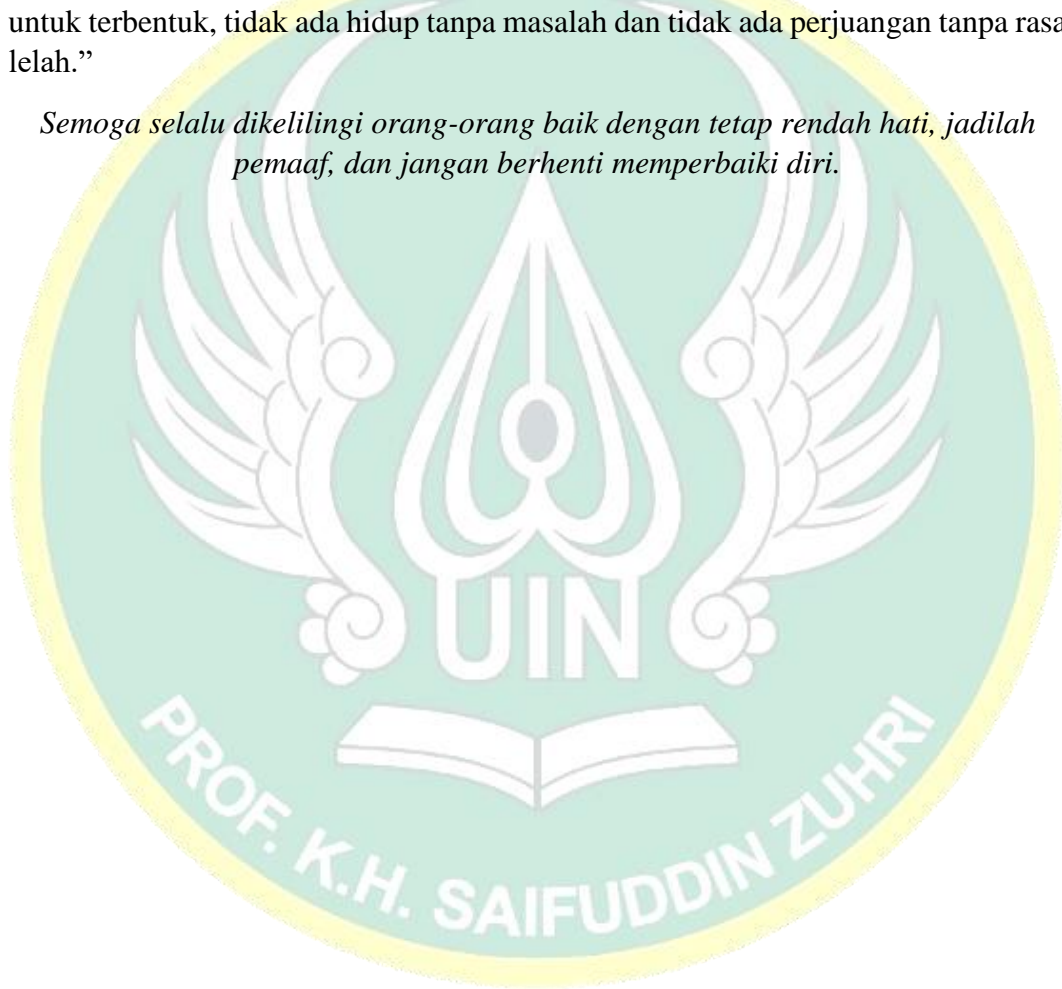 untuk terbentuk, tidak ada hidup tanpa masalah dan tidak ada perjuangan tanpa rasa
lelah.”
Semoga selalu dikelilingi orang-orang baik dengan tetap rendah hati, jadilah
pemaaf, dan jangan berhenti memperbaiki diri.
UIN
PROF. K.H. SAIFUDDIN ZUHRI